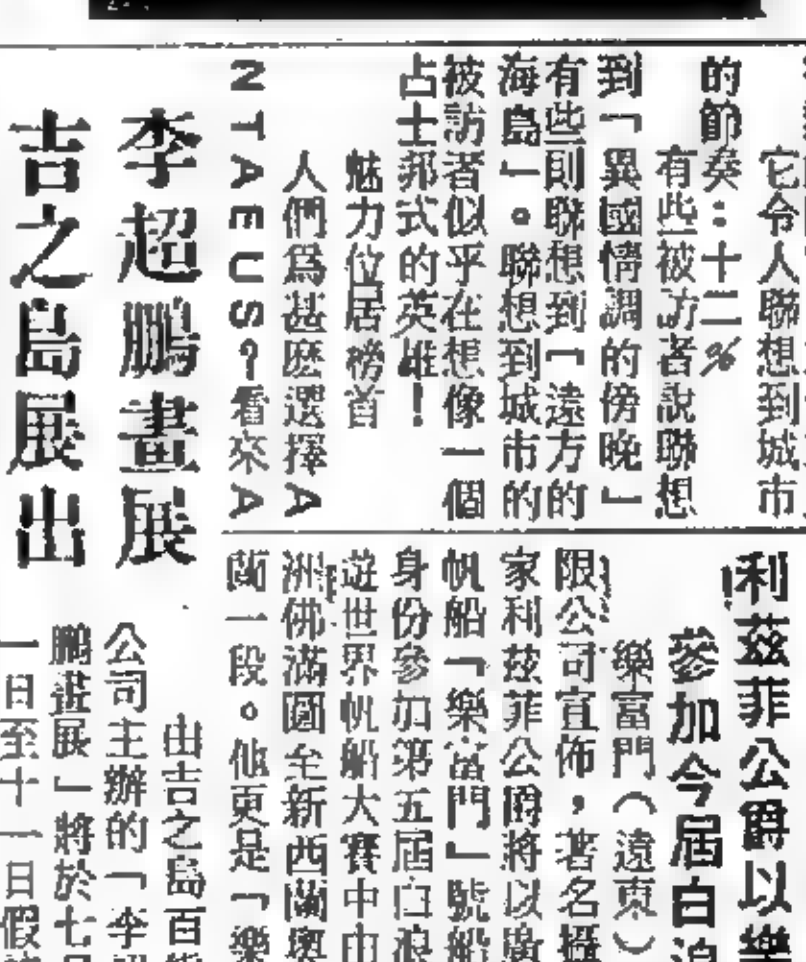 它令人聯想到城市
的節奏：十二%
有些被訪者說聯想
到「異國情調的傍晚」
有些則聯想到「遠方的
海島」。聯想到城市的
被訪者似乎在想像一個
占士邦式的英雄！
魅力位居榜首
人們爲甚麽選擇A
NTAEUS？看來A
利茲菲公爵以樂
參加今屆白
樂富門（遠東）
限公司宣佈，著名攝
家利茲菲公爵將以
帆船「樂富門」號船
身份參加第五屆白浪
遊世界帆船大賽中由
洲佛滿圖至新西蘭奧
蘭一段。他更是「樂
李超鵬畫展
吉之島展出
由吉之島百
公司主辦的「李
鵬畫展」將於七
一日至十一日假